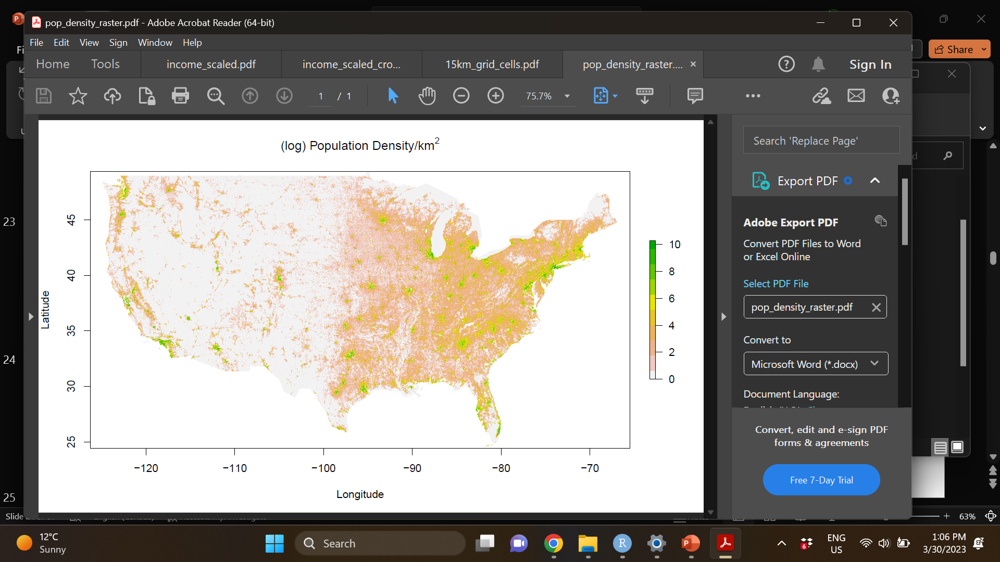 pop_density_raster.pdf - Adobe Acrobat Reader (64-bit)
File Edit View Sign Window Help
Fi
Share
Home Tools income_scaled.pdf income_scaled_cro... 15km_grid_cells.pdf pop_density_raster.... Sign In
1 / 1 75.7%
(log) Population Density/km²
Search 'Replace Page'
Export PDF
Adobe Export PDF
Convert PDF Files to Word
or Excel Online
Select PDF File
pop_density_raster.pdf
Convert to
Microsoft Word (*.docx)
Document Language:
Convert, edit and e-sign PDF
forms & agreements
Free 7-Day Trial
45
40
35
30
25
Latitude
−120 −110 −100 −90 −80 −70
Longitude
10
8
6
4
2
0
23
24
25
Slide
63%
12°C
Sunny
Search
ENG
US
1:06 PM
3/30/2023
6